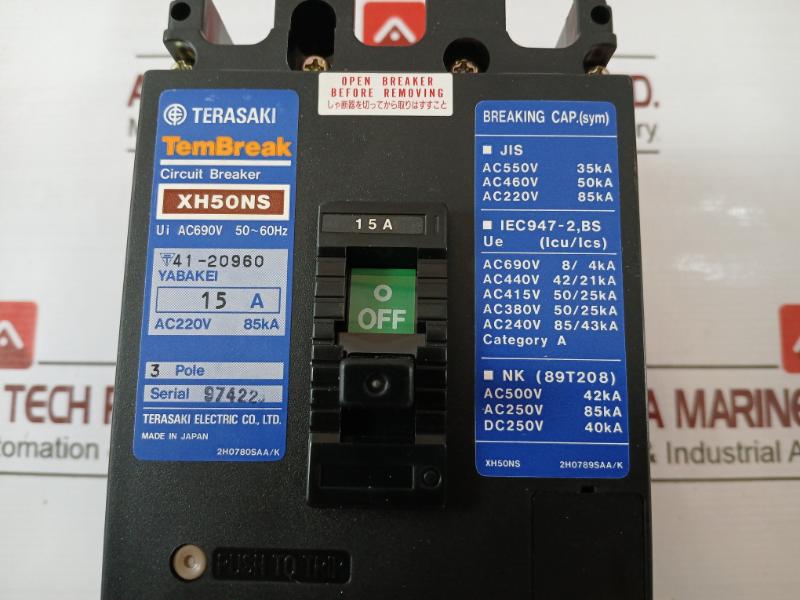 OPEN BREAKER
BEFORE REMOVING
しゃ断器を切ってから取りはずすこと
TERASAKI
TemBreak
Circuit Breaker
XH50NS
Ui AC690V 50~60Hz
41-20960
YABAKEI
15 A
AC220V 85kA
3 Pole
Serial 97422
TERASAKI ELECTRIC CO., LTD.
MADE IN JAPAN
2H0780SAA/K
15A
OFF
BREAKING CAP.(sym)
■ JIS
AC550V 35kA
AC460V 50kA
AC220V 85kA
■ IEC947-2,BS
Ue (Icu/Ics)
AC690V 8/ 4kA
AC440V 42/21kA
AC415V 50/25kA
AC380V 50/25kA
AC240V 85/43kA
Category A
■ NK (89T208)
AC500V 42kA
AC250V 85kA
DC250V 40kA
XH50NS 2H0789SAA/K
PUSH TO TRIP
TECH
MARINE
& Industrial